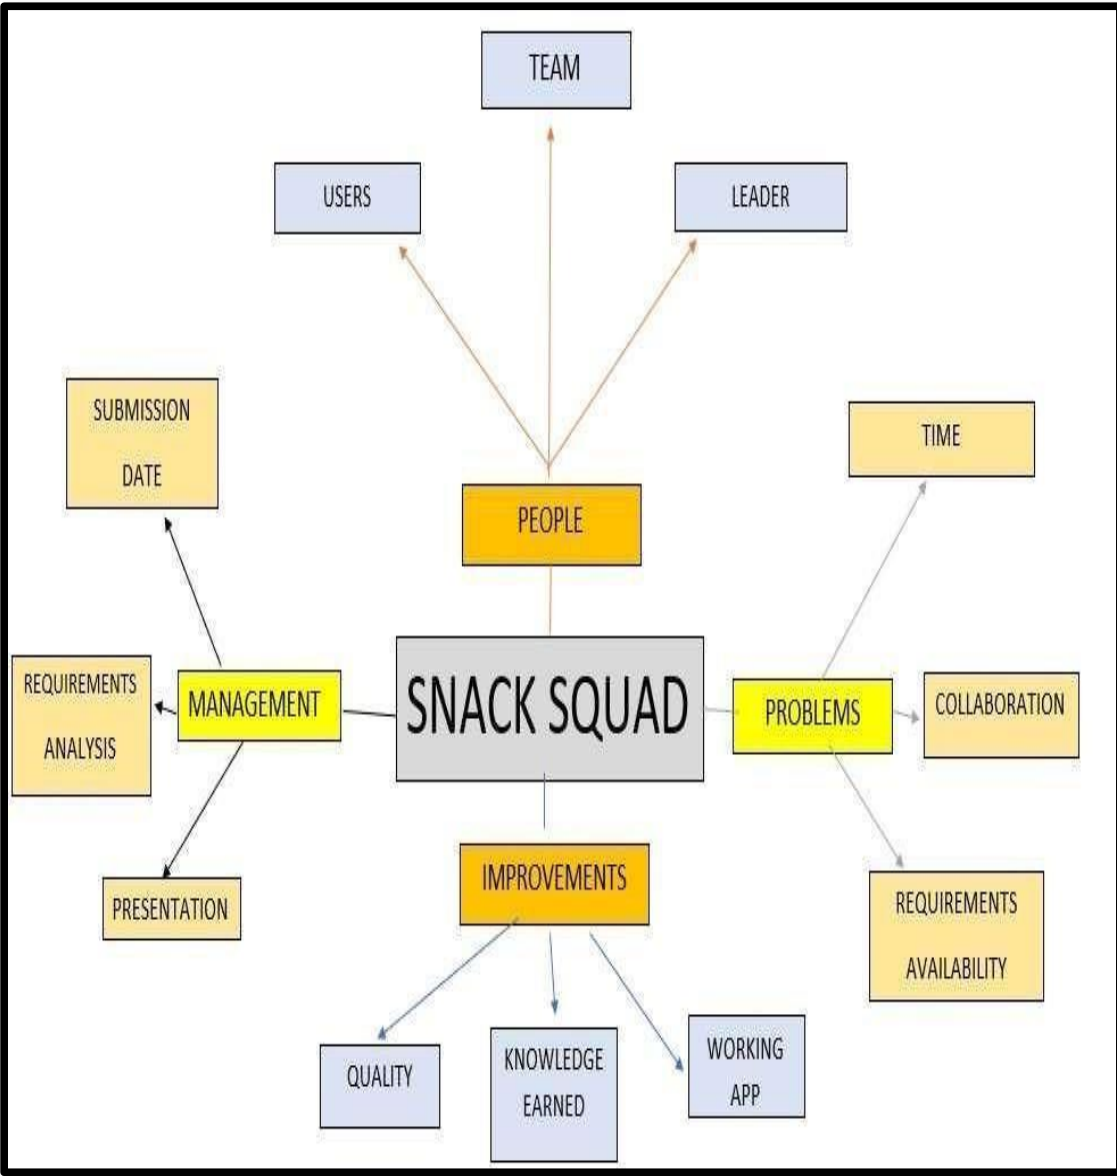 TEAM
USERS
LEADER
SUBMISSION
DATE
TIME
PEOPLE
REQUIREMENTS
ANALYSIS
MANAGEMENT
SNACK SQUAD
PROBLEMS
COLLABORATION
PRESENTATION
IMPROVEMENTS
REQUIREMENTS
AVAILABILITY
QUALITY
KNOWLEDGE
EARNED
WORKING
APP